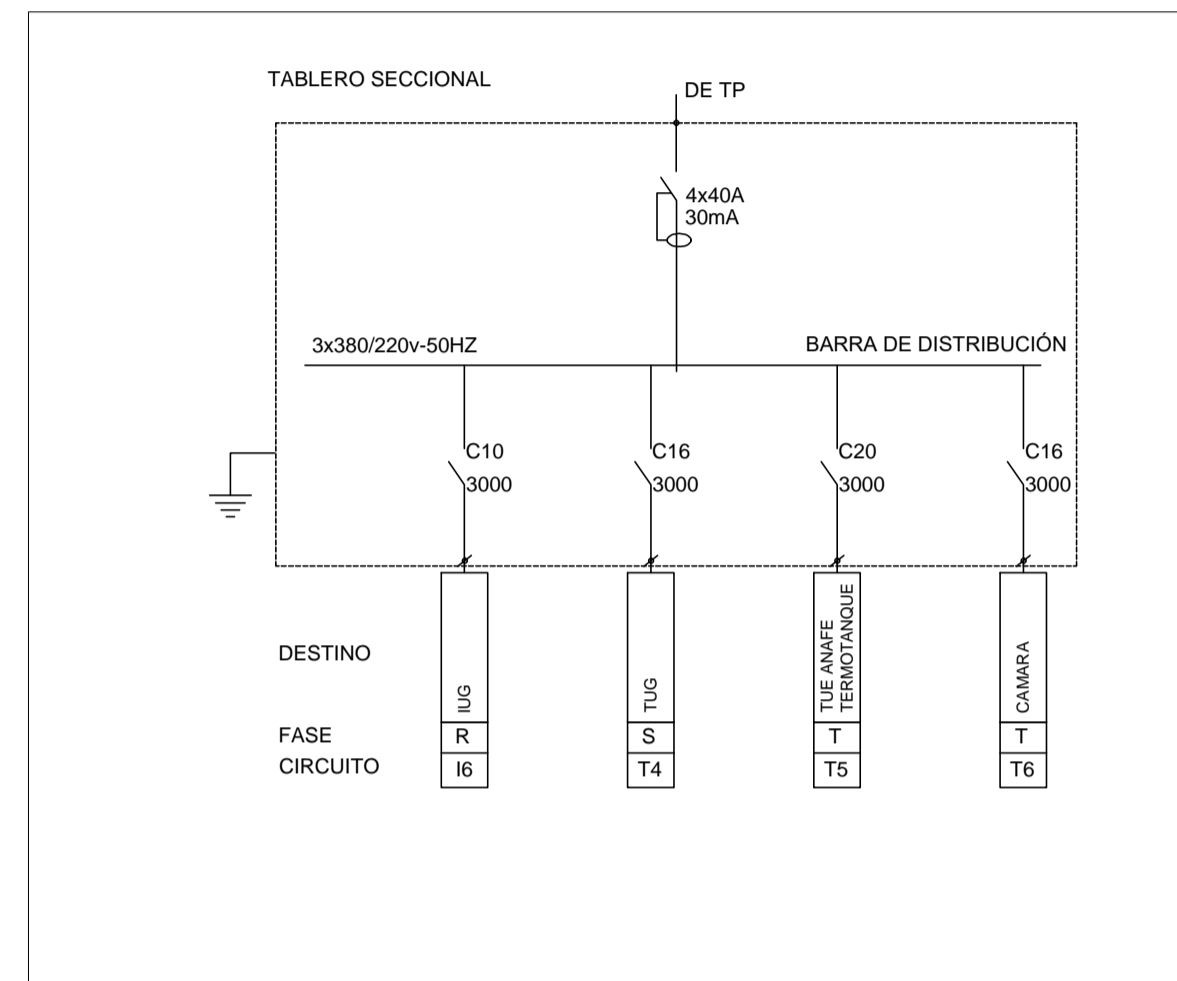 TABLERO SECCIONAL
DE TP
4x40A
30mA
3x380/220v-50HZ
BARRA DE DISTRIBUCIÓN
C10
3000
C16
3000
C20
3000
C16
3000
DESTINO
IUG
TUG
TUE ANAFE
TERMOTANQUE
CAMARA
FASE
R
S
T
T
CIRCUITO
I6
T4
T5
T6